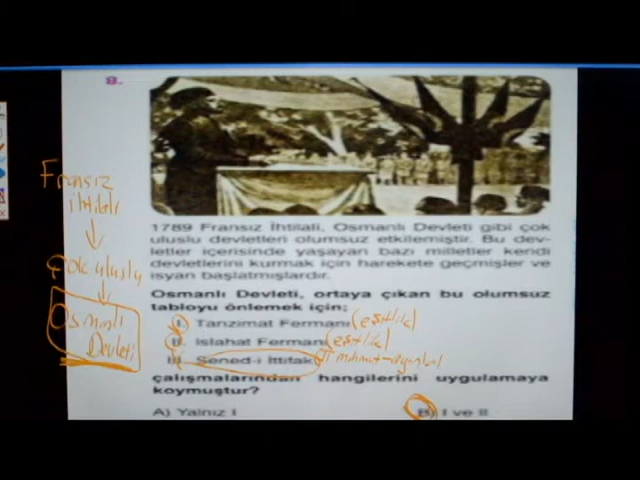 8.
Fransız
ihtilali
Çok uluslu
Osmanlı
Devleti
1789 Fransız İhtilali, Osmanlı Devleti gibi çok
uluslu devletleri olumsuz etkilemiştir. Bu dev-
letler içerisinde yaşayan bazı milletler kendi
devletlerini kurmak için harekete geçmişler ve
isyan başlatmışlardır.
Osmanlı Devleti, ortaya çıkan bu olumsuz
tabloyu önlemek için;
I. Tanzimat Fermanı (eşitlik)
II. Islahat Fermanı (eşitlik)
III. Sened-i İttifak
çalışmalarından hangilerini uygulamaya
koymuştur?
A) Yalnız I B) I ve II